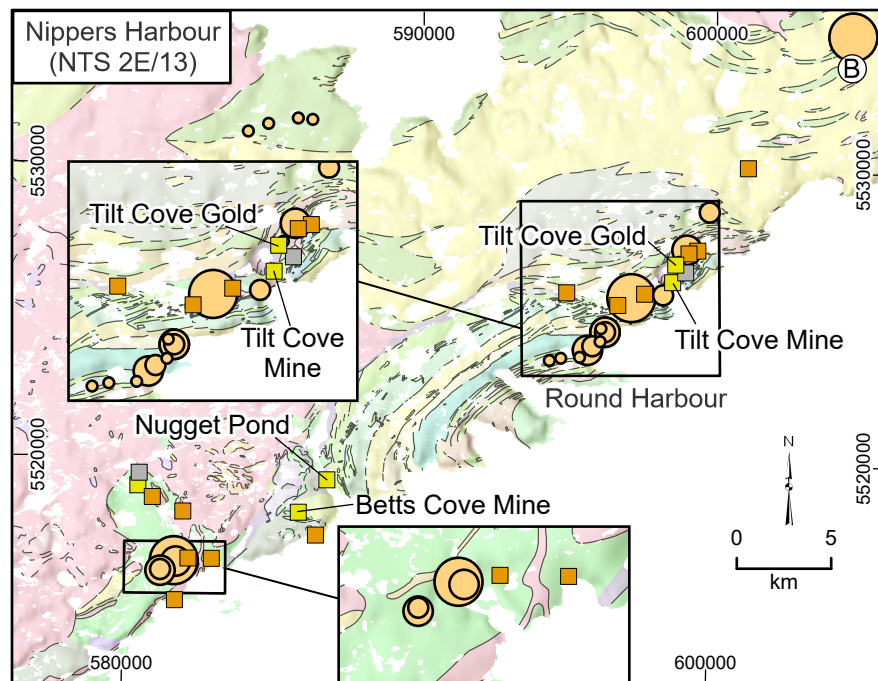 Nippers Harbour
(NTS 2E/13)
590000
600000
B
5530000
5530000
Tilt Cove Gold
Tilt Cove
Mine
Tilt Cove Gold
Tilt Cove Mine
Round Harbour
Nugget Pond
Betts Cove Mine
N
0 5
km
5520000
5520000
580000
600000